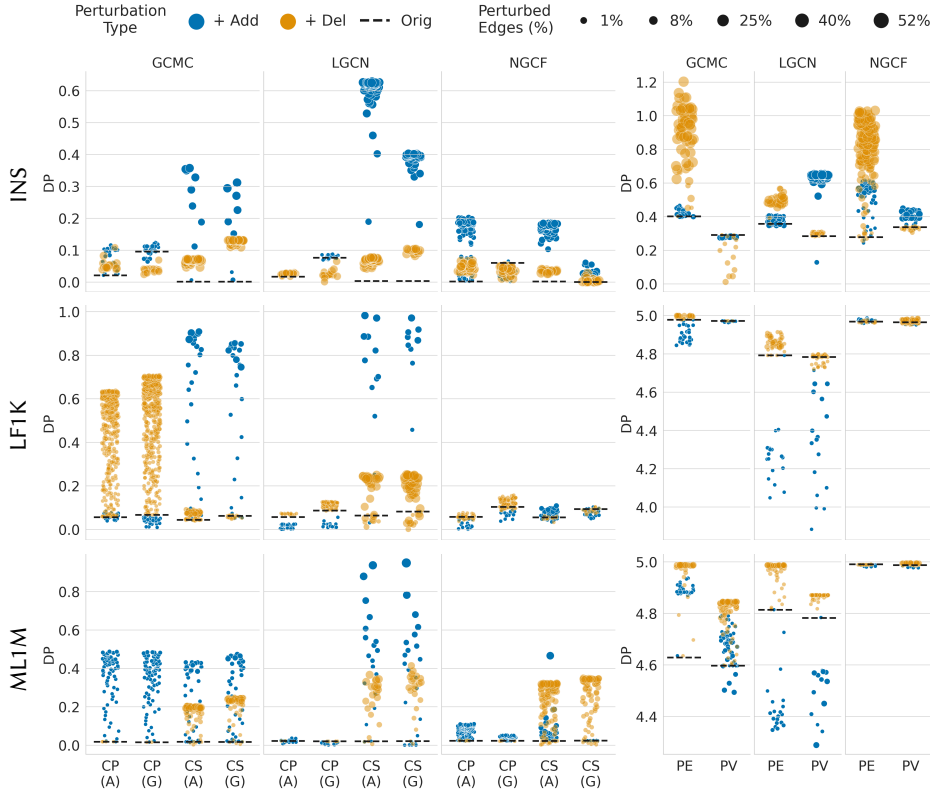 Perturbation Type + Add + Del Orig Perturbed Edges (%) 1% 8% 25% 40% 52%
GCMC LGCN NGCF GCMC LGCN NGCF
INS
DP
0.6
0.5
0.4
0.3
0.2
0.1
0.0
DP
1.2
1.0
0.8
0.6
0.4
0.2
0.0
LF1K
DP
1.0
0.8
0.6
0.4
0.2
0.0
DP
5.0
4.8
4.6
4.4
4.2
4.0
ML1M
DP
0.8
0.6
0.4
0.2
0.0
DP
5.0
4.8
4.6
4.4
CP CP CS CS CP CP CS CS CP CP CS CS PE PV PE PV PE PV
(A) (G) (A) (G) (A) (G) (A) (G) (A) (G) (A) (G)